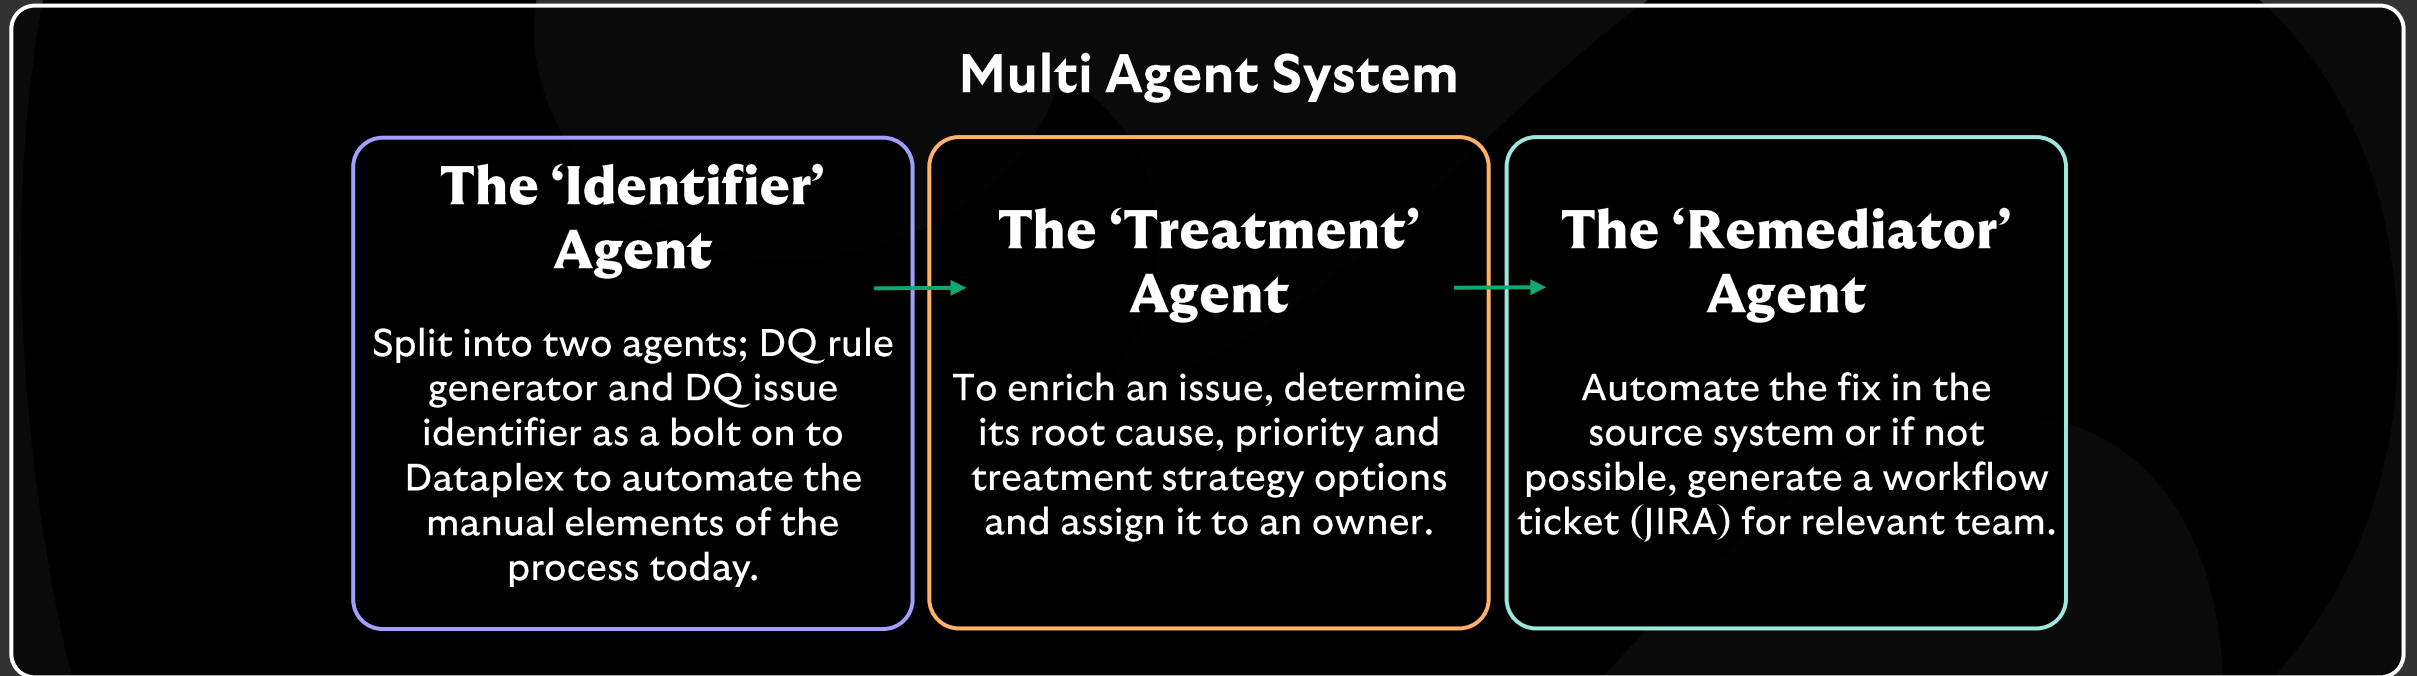 Multi Agent System
The ‘Identifier’
Agent
Split into two agents; DQ rule
generator and DQ issue
identifier as a bolt on to
Dataplex to automate the
manual elements of the
process today.
The ‘Treatment’
Agent
To enrich an issue, determine
its root cause, priority and
treatment strategy options
and assign it to an owner.
The ‘Remediator’
Agent
Automate the fix in the
source system or if not
possible, generate a workflow
ticket (JIRA) for relevant team.